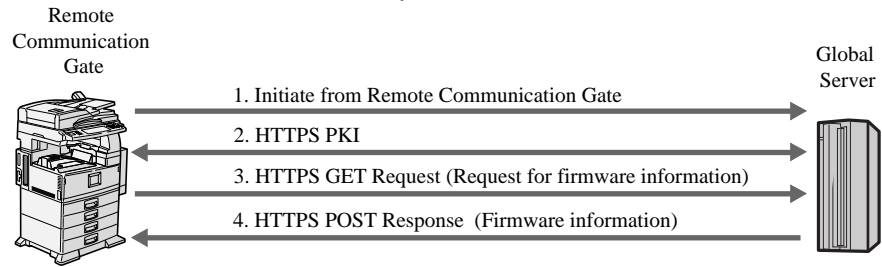 Remote
Communication
Gate
Global
Server
1. Initiate from Remote Communication Gate
2. HTTPS PKI
3. HTTPS GET Request (Request for firmware information)
4. HTTPS POST Response (Firmware information)